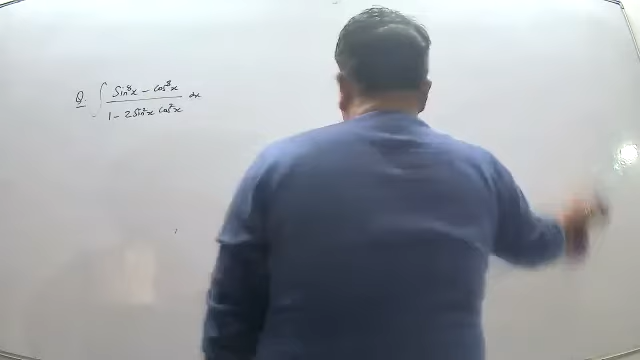 Q. ∫ (Sin⁸x - Cos⁸x) / (1 - 2Sin²x Cos²x) dx